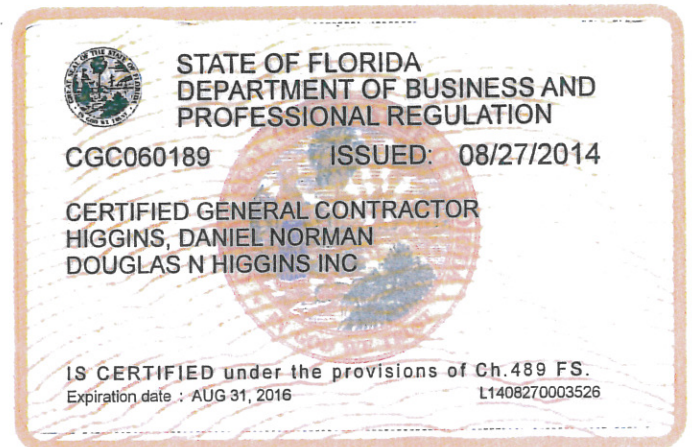 STATE OF FLORIDA
DEPARTMENT OF BUSINESS AND
PROFESSIONAL REGULATION
CGC060189 ISSUED: 08/27/2014
CERTIFIED GENERAL CONTRACTOR
HIGGINS, DANIEL NORMAN
DOUGLAS N HIGGINS INC
IS CERTIFIED under the provisions of Ch.489 FS.
Expiration date : AUG 31, 2016 L1408270003526